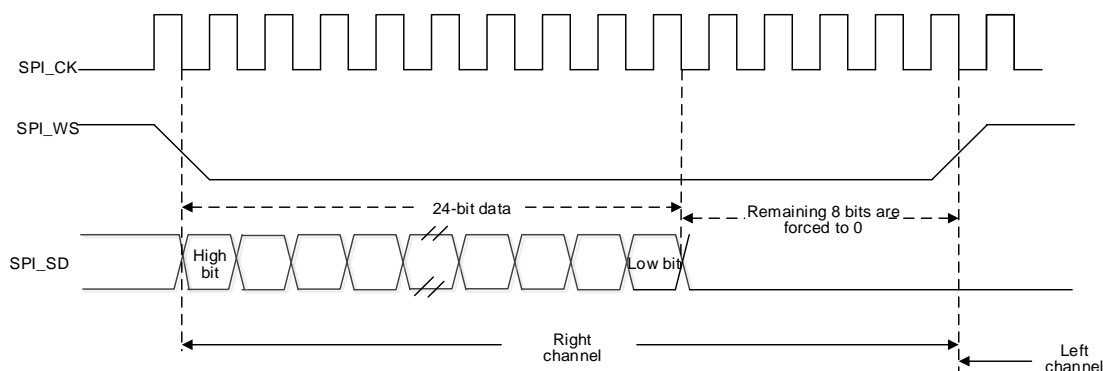 SPI_CK
SPI_WS
24-bit data
Remaining 8 bits are
forced to 0
SPI_SD
High
bit
Low bit
Right
channel
Left
channel